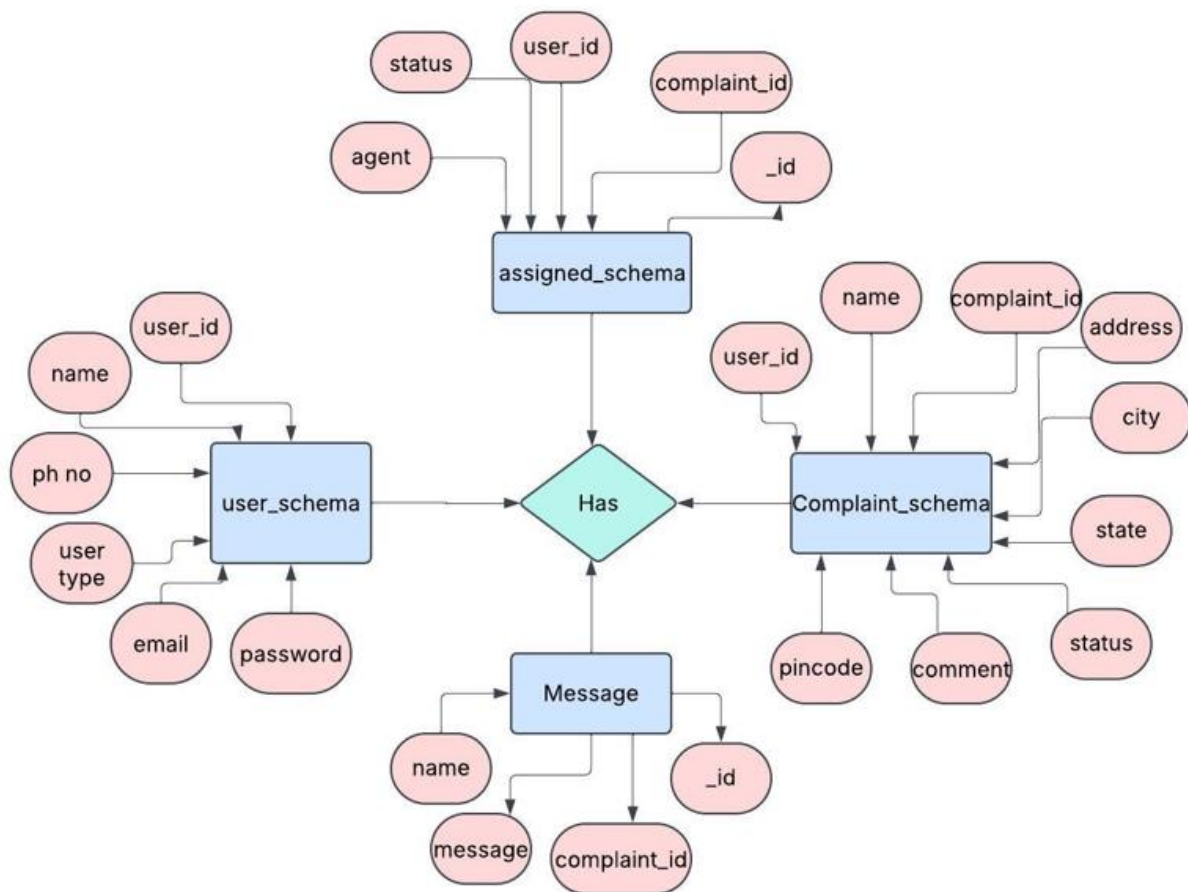 user_id
status
complaint_id
agent
_id
assigned_schema
name
complaint_id
user_id
address
user_id
name
city
ph no
user_schema
Has
Complaint_schema
state
user
type
email
password
pincode
comment
status
Message
name
_id
message
complaint_id